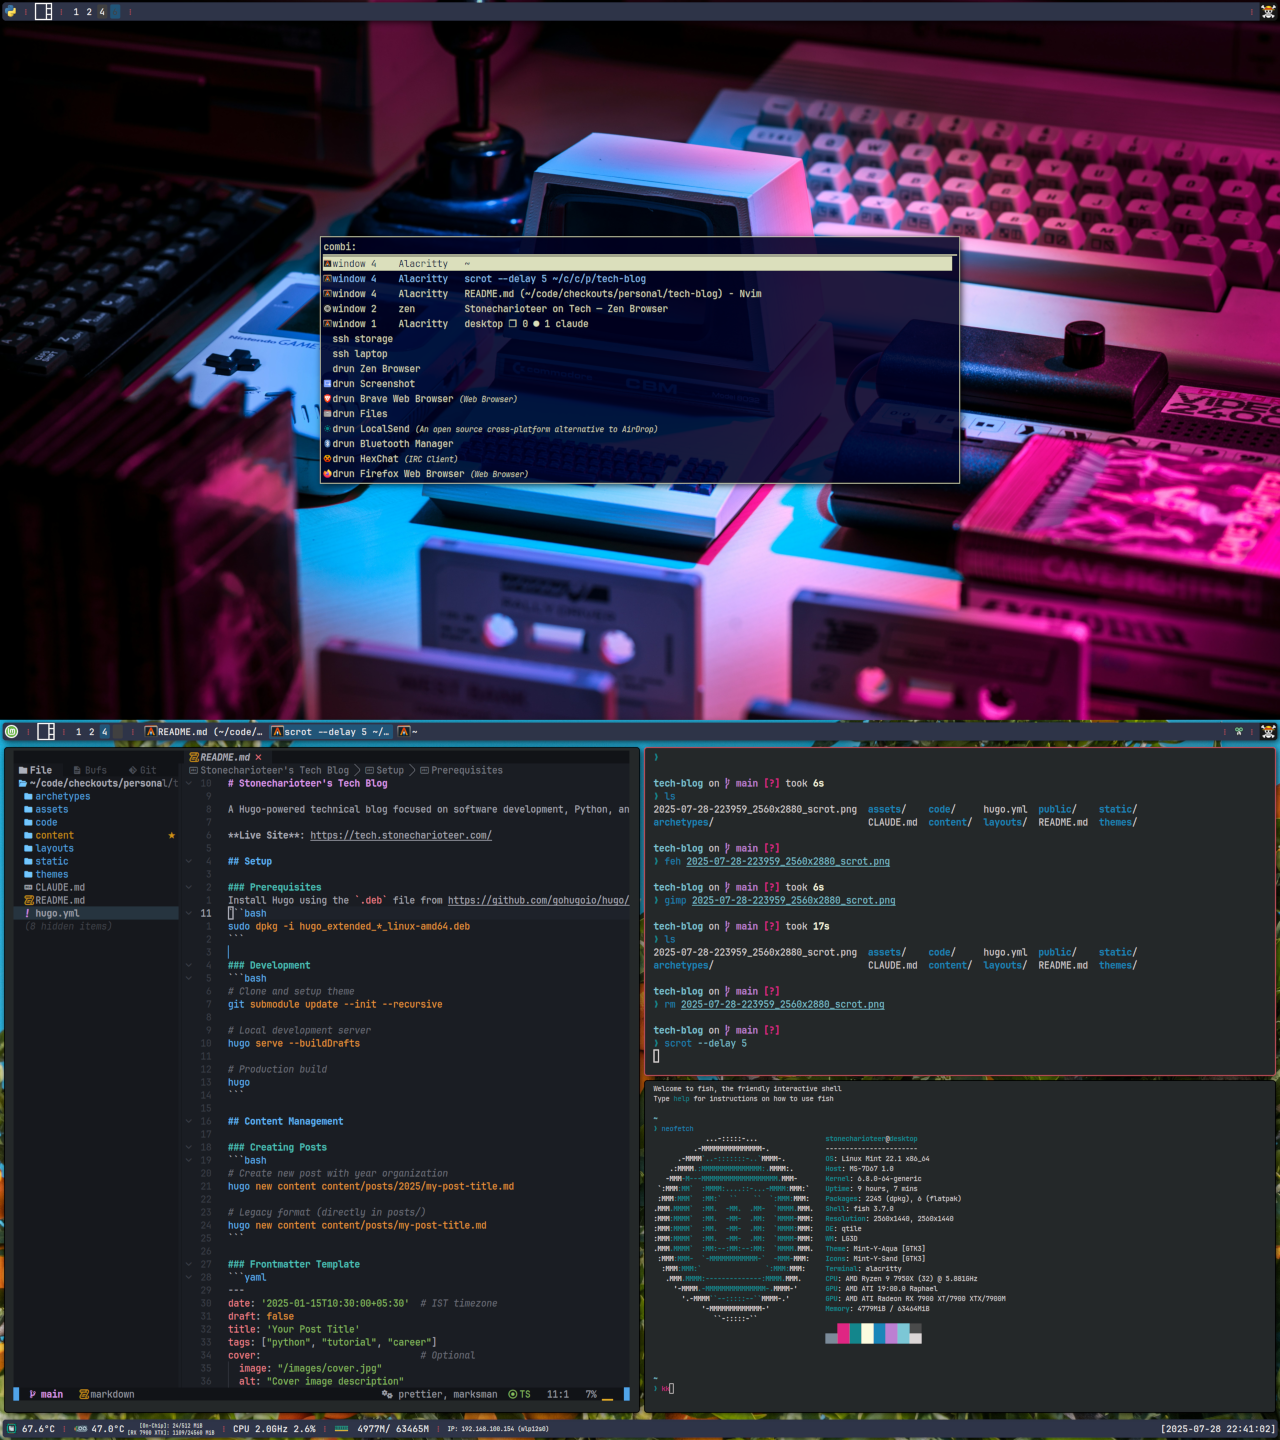 1 2 4
combi:
window 4 Alacritty ~
window 4 Alacritty scrot --delay 5 ~/c/c/p/tech-blog
window 4 Alacritty README.md (~/code/checkouts/personal/tech-blog) - Nvim
window 2 zen Stonecharioteer on Tech — Zen Browser
window 1 Alacritty desktop ❐ 0 ● 1 claude
ssh storage
ssh laptop
drun Zen Browser
drun Screenshot
drun Brave Web Browser (Web Browser)
drun Files
drun LocalSend (An open source cross-platform alternative to AirDrop)
drun Bluetooth Manager
drun HexChat (IRC Client)
drun Firefox Web Browser (Web Browser)
Nintendo GAME
CBM
VIDEO
1 2 4 README.md (~/code/… scrot --delay 5 ~/… ~
README.md ×
File Bufs Git
~/code/checkouts/personal/t
archetypes
assets
code
content ★
layouts
static
themes
CLAUDE.md
README.md
! hugo.yml
(8 hidden items)
Stonecharioteer's Tech Blog > Setup > Prerequisites
10 # Stonecharioteer's Tech Blog
9
8 A Hugo-powered technical blog focused on software development, Python, an
7
6 **Live Site**: https://tech.stonecharioteer.com/
5
4 ## Setup
3
2 ### Prerequisites
1 Install Hugo using the `.deb` file from https://github.com/gohugoio/hugo/
11 ```bash
1 sudo dpkg -i hugo_extended_*_linux-amd64.deb
2 ```
3
4 ### Development
5 ```bash
6 # Clone and setup theme
7 git submodule update --init --recursive
8
9 # Local development server
10 hugo serve --buildDrafts
11
12 # Production build
13 hugo
14 ```
15
16 ## Content Management
17
18 ### Creating Posts
19 ```bash
20 # Create new post with year organization
21 hugo new content content/posts/2025/my-post-title.md
22
23 # Legacy format (directly in posts/)
24 hugo new content content/posts/my-post-title.md
25 ```
26
27 ### Frontmatter Template
28 ```yaml
29 ---
30 date: '2025-01-15T10:30:00+05:30' # IST timezone
31 draft: false
32 title: 'Your Post Title'
33 tags: ["python", "tutorial", "career"]
34 cover: # Optional
35 image: "/images/cover.jpg"
36 alt: "Cover image description"
main markdown prettier, marksman TS 11:1 7%
❯
tech-blog on main [?] took 6s
❯ ls
2025-07-28-223959_2560x2880_scrot.png assets/ code/ hugo.yml public/ static/
archetypes/ CLAUDE.md content/ layouts/ README.md themes/
tech-blog on main [?]
❯ feh 2025-07-28-223959_2560x2880_scrot.png
tech-blog on main [?] took 6s
❯ gimp 2025-07-28-223959_2560x2880_scrot.png
tech-blog on main [?] took 17s
❯ ls
2025-07-28-223959_2560x2880_scrot.png assets/ code/ hugo.yml public/ static/
archetypes/ CLAUDE.md content/ layouts/ README.md themes/
tech-blog on main [?]
❯ rm 2025-07-28-223959_2560x2880_scrot.png
tech-blog on main [?]
❯ scrot --delay 5
Welcome to fish, the friendly interactive shell
Type help for instructions on how to use fish
~
❯ neofetch
stonecharioteer@desktop
-----------------------
OS: Linux Mint 22.1 x86_64
Host: MS-7D67 1.0
Kernel: 6.8.0-64-generic
Uptime: 9 hours, 7 mins
Packages: 2245 (dpkg), 6 (flatpak)
Shell: fish 3.7.0
Resolution: 2560x1440, 2560x1440
DE: qtile
WM: LG3D
Theme: Mint-Y-Aqua [GTK3]
Icons: Mint-Y-Sand [GTK3]
Terminal: alacritty
CPU: AMD Ryzen 9 7950X (32) @ 5.881GHz
GPU: AMD ATI 19:00.0 Raphael
GPU: AMD ATI Radeon RX 7900 XT/7900 XTX/7900M
Memory: 4779MiB / 63464MiB
~
❯ kk
67.6°C 47.0°C [On-Chip]: 24/512 MiB
[RX 7900 XTX]: 1109/24560 MiB
CPU 2.0GHz 2.6% 4977M/ 63465M IP: 192.168.100.154 (wlp12s0) [2025-07-28 22:41:02]